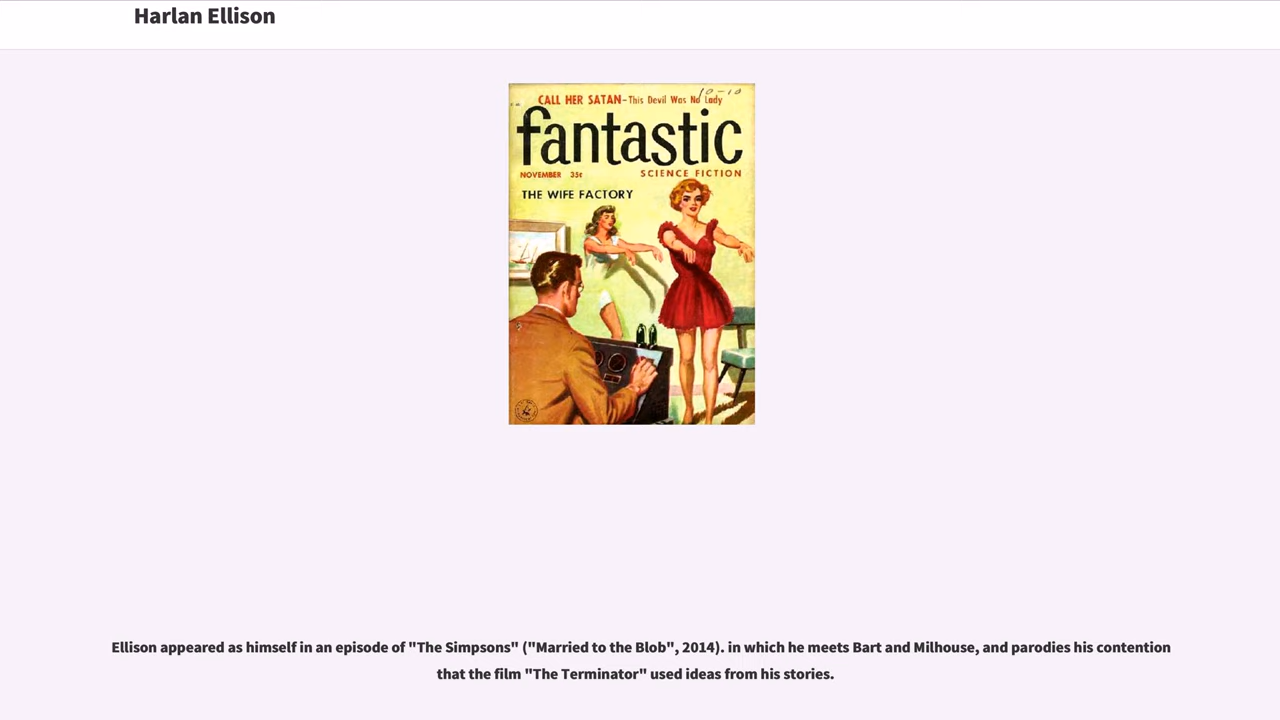 Harlan Ellison
10-10
CALL HER SATAN-This Devil Was No Lady
fantastic
NOVEMBER 35¢
SCIENCE FICTION
THE WIFE FACTORY
Ellison appeared as himself in an episode of "The Simpsons" ("Married to the Blob", 2014). in which he meets Bart and Milhouse, and parodies his contention
that the film "The Terminator" used ideas from his stories.